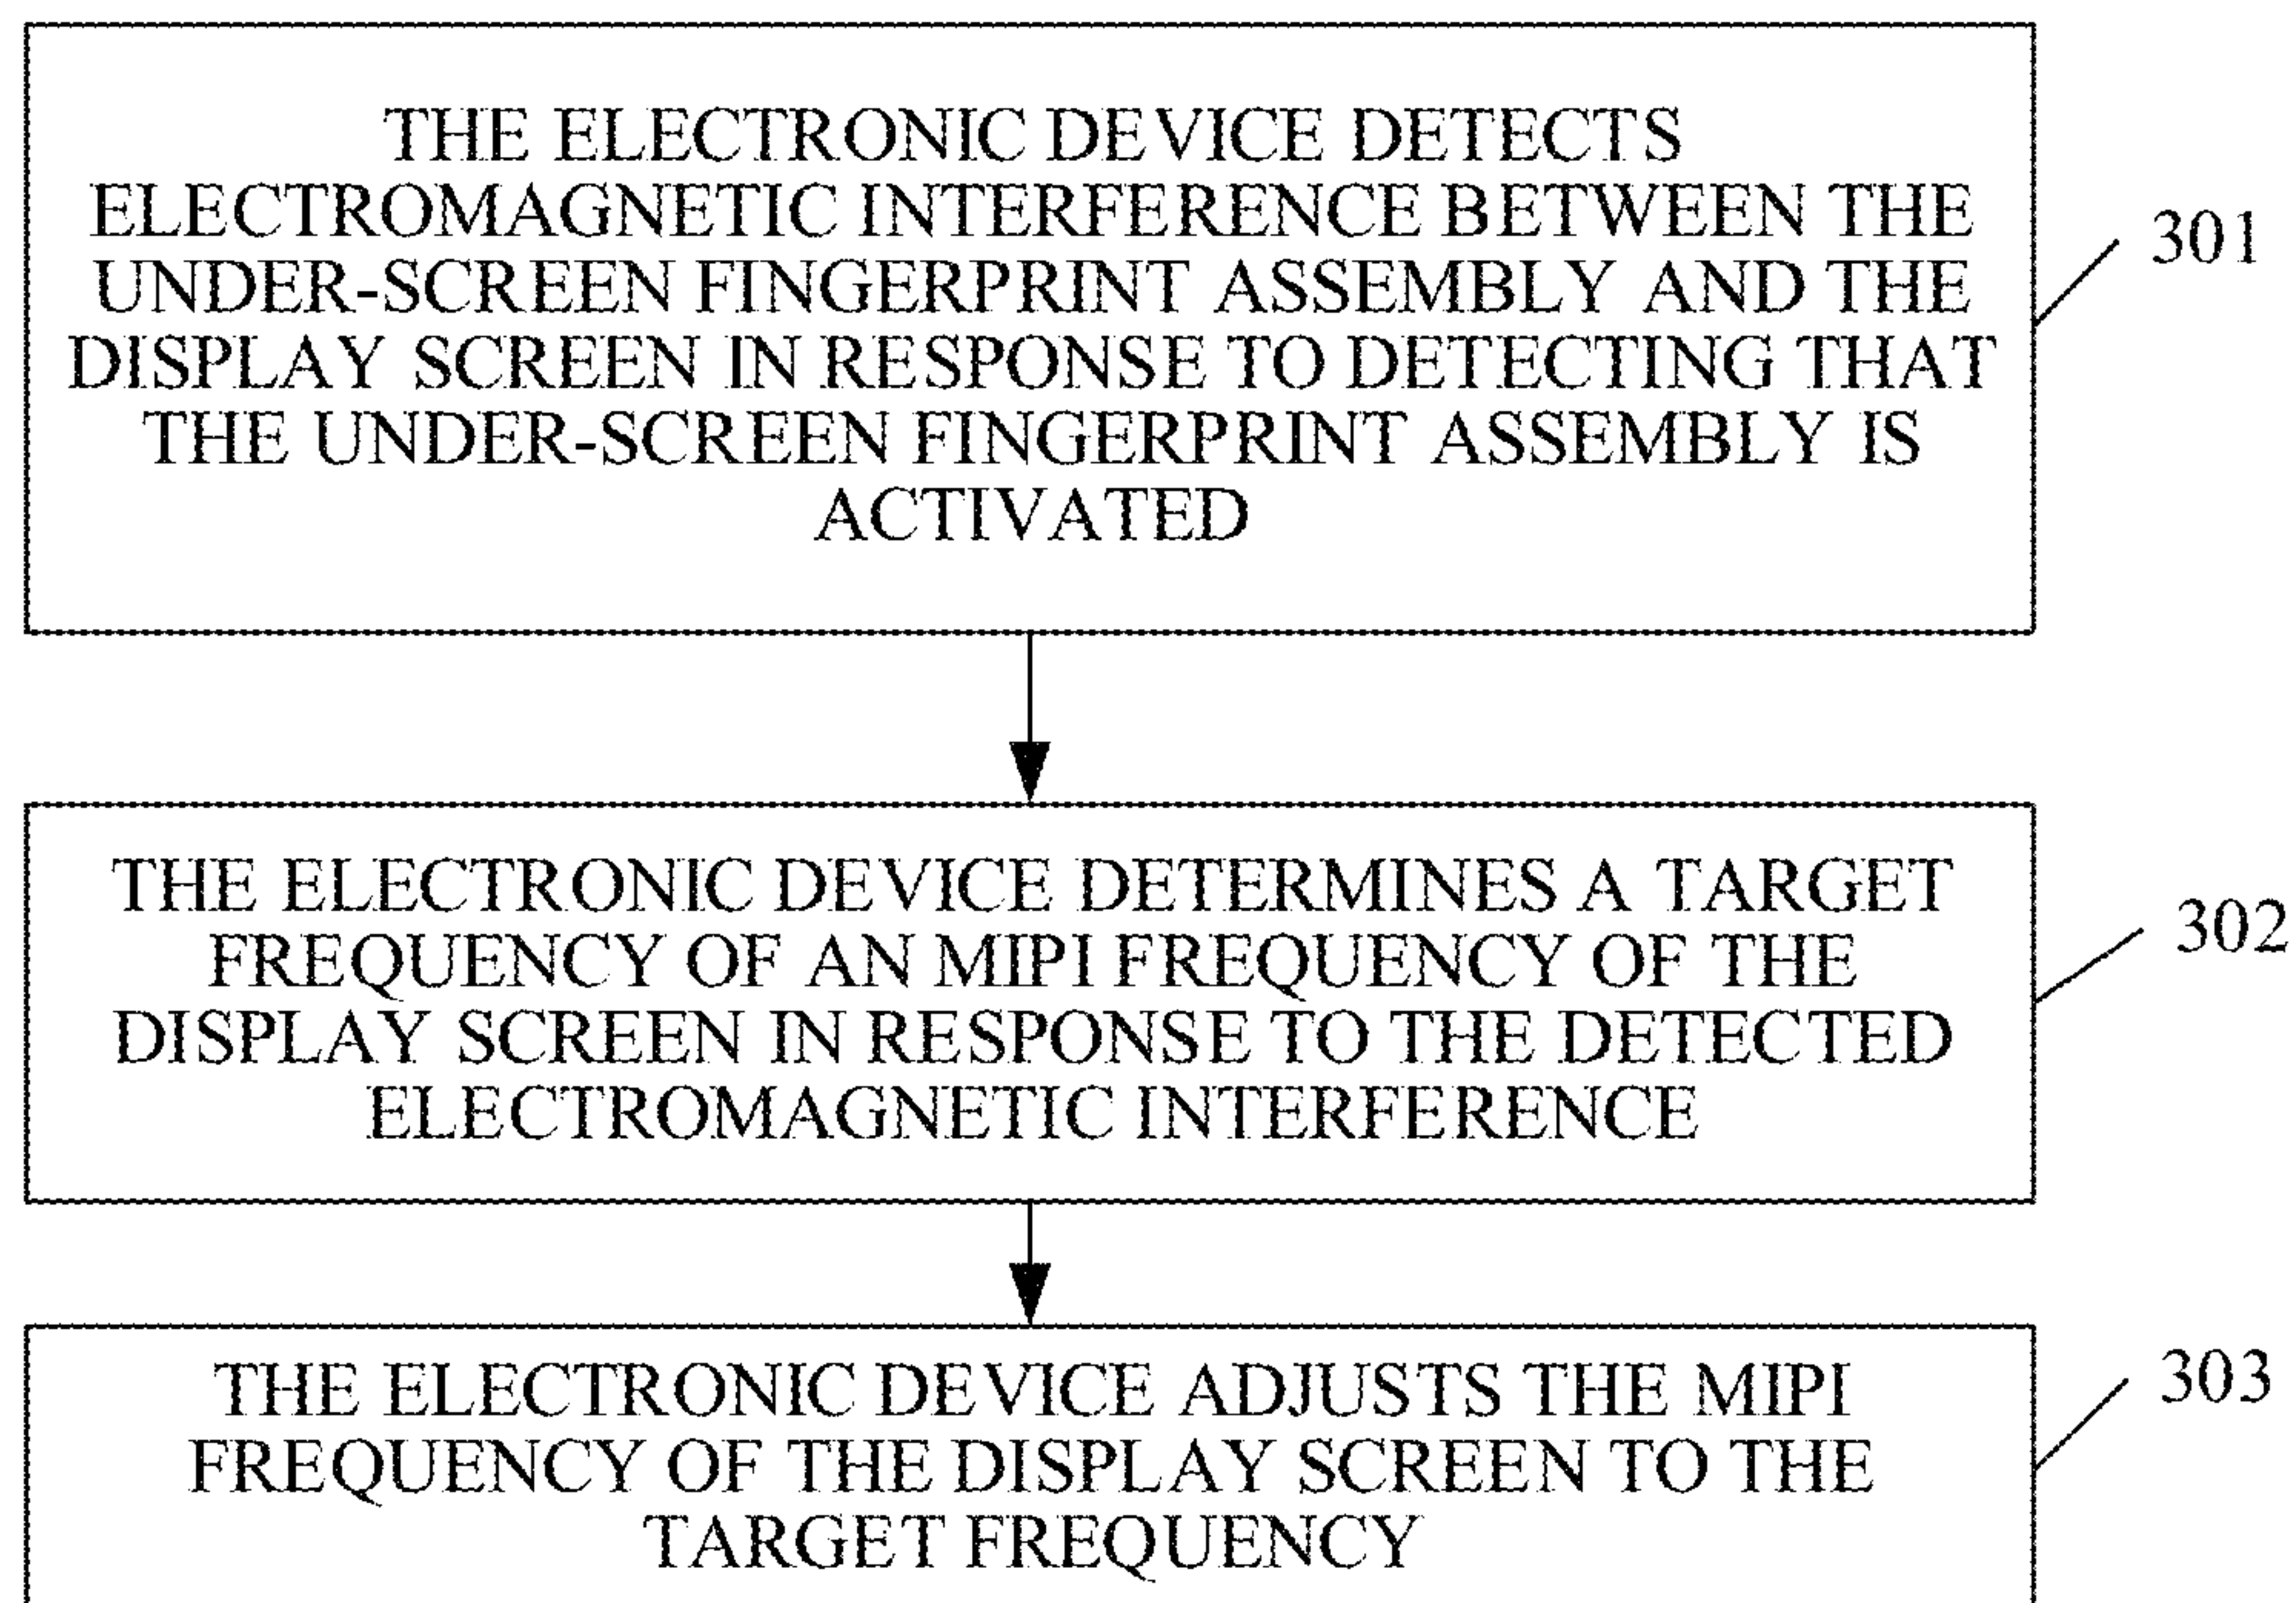 THE ELECTRONIC DEVICE DETECTS
ELECTROMAGNETIC INTERFERENCE BETWEEN THE
UNDER-SCREEN FINGERPRINT ASSEMBLY AND THE
DISPLAY SCREEN IN RESPONSE TO DETECTING THAT
THE UNDER-SCREEN FINGERPRINT ASSEMBLY IS
ACTIVATED
301
THE ELECTRONIC DEVICE DETERMINES A TARGET
FREQUENCY OF AN MIPI FREQUENCY OF THE
DISPLAY SCREEN IN RESPONSE TO THE DETECTED
ELECTROMAGNETIC INTERFERENCE
302
THE ELECTRONIC DEVICE ADJUSTS THE MIPI
FREQUENCY OF THE DISPLAY SCREEN TO THE
TARGET FREQUENCY
303